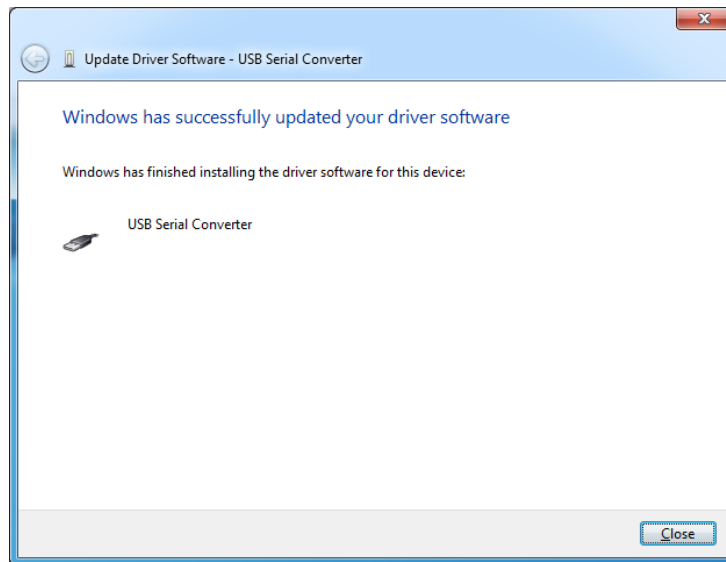 Update Driver Software - USB Serial Converter
Windows has successfully updated your driver software
Windows has finished installing the driver software for this device:
USB Serial Converter
Close